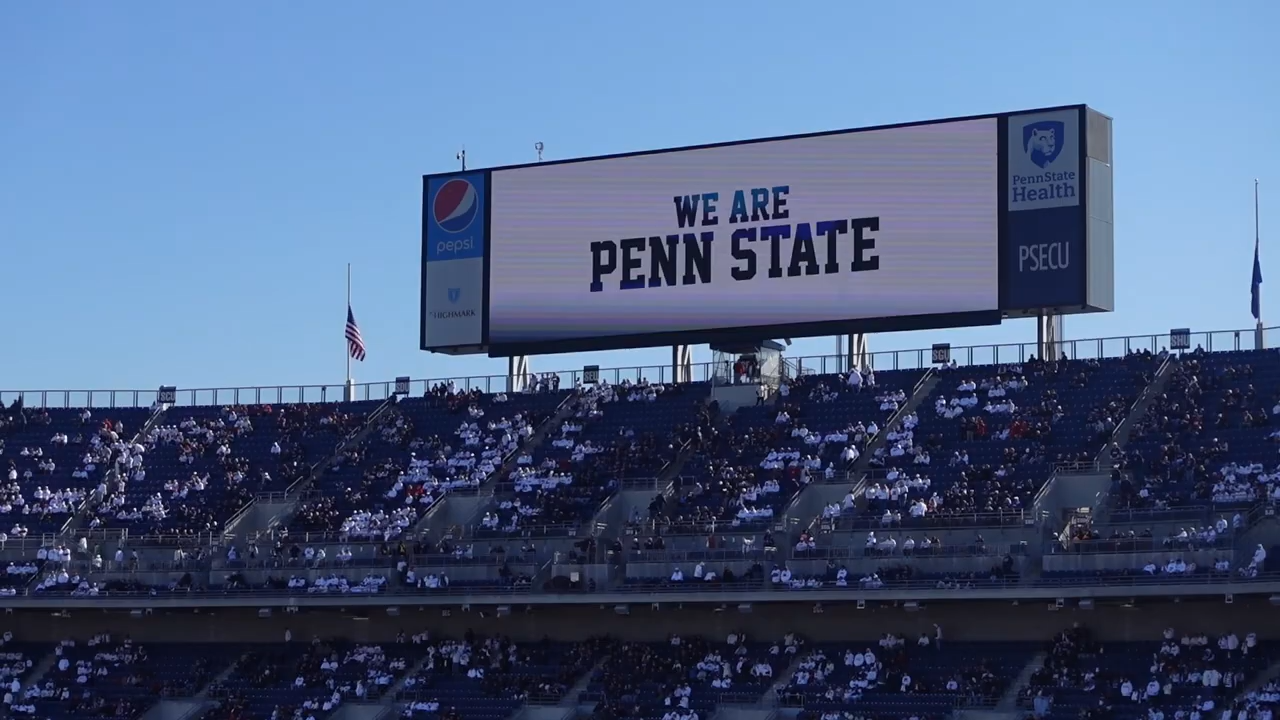 pepsi
HIGHMARK
WE ARE
PENN STATE
PennState
Health
PSECU